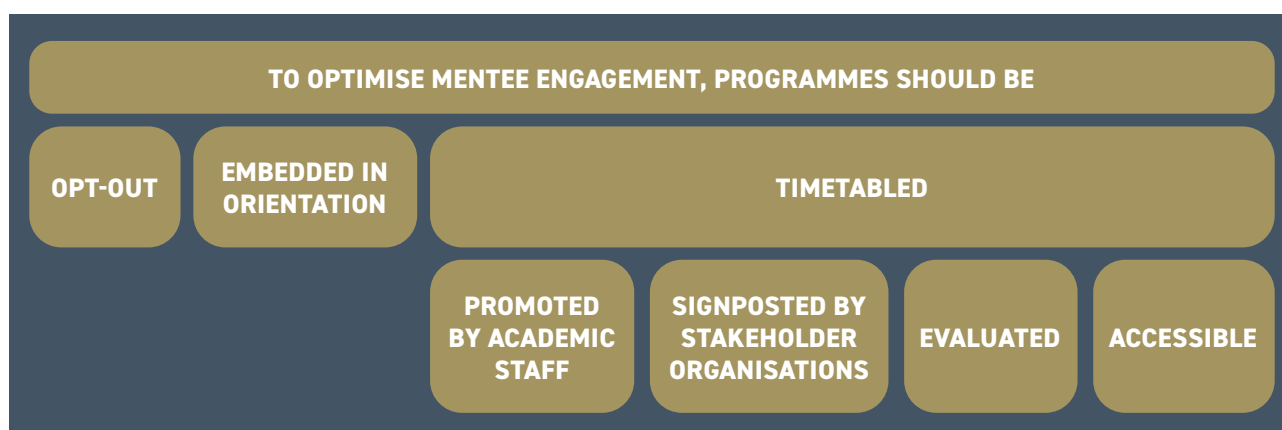 TO OPTIMISE MENTEE ENGAGEMENT, PROGRAMMES SHOULD BE
OPT-OUT
EMBEDDED IN
ORIENTATION
TIMETABLED
PROMOTED
BY ACADEMIC
STAFF
SIGNPOSTED BY
STAKEHOLDER
ORGANISATIONS
EVALUATED
ACCESSIBLE